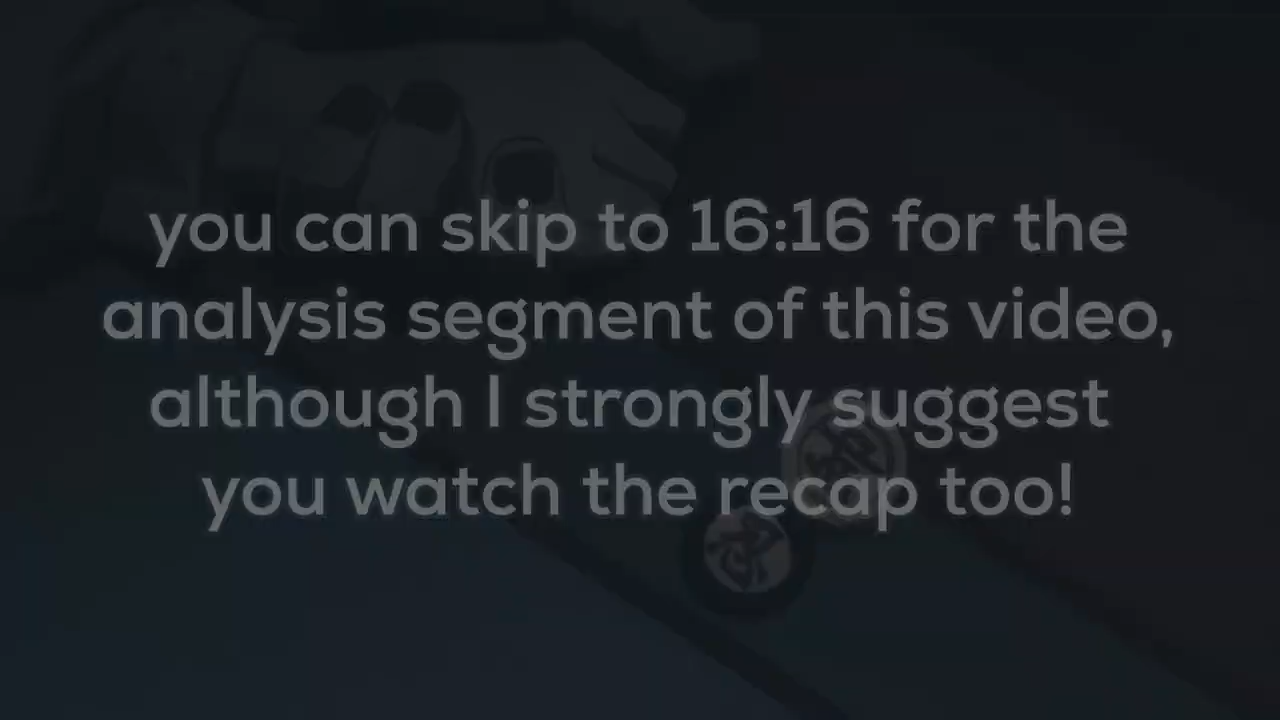 you can skip to 16:16 for the
analysis segment of this video,
although I strongly suggest
you watch the recap too!